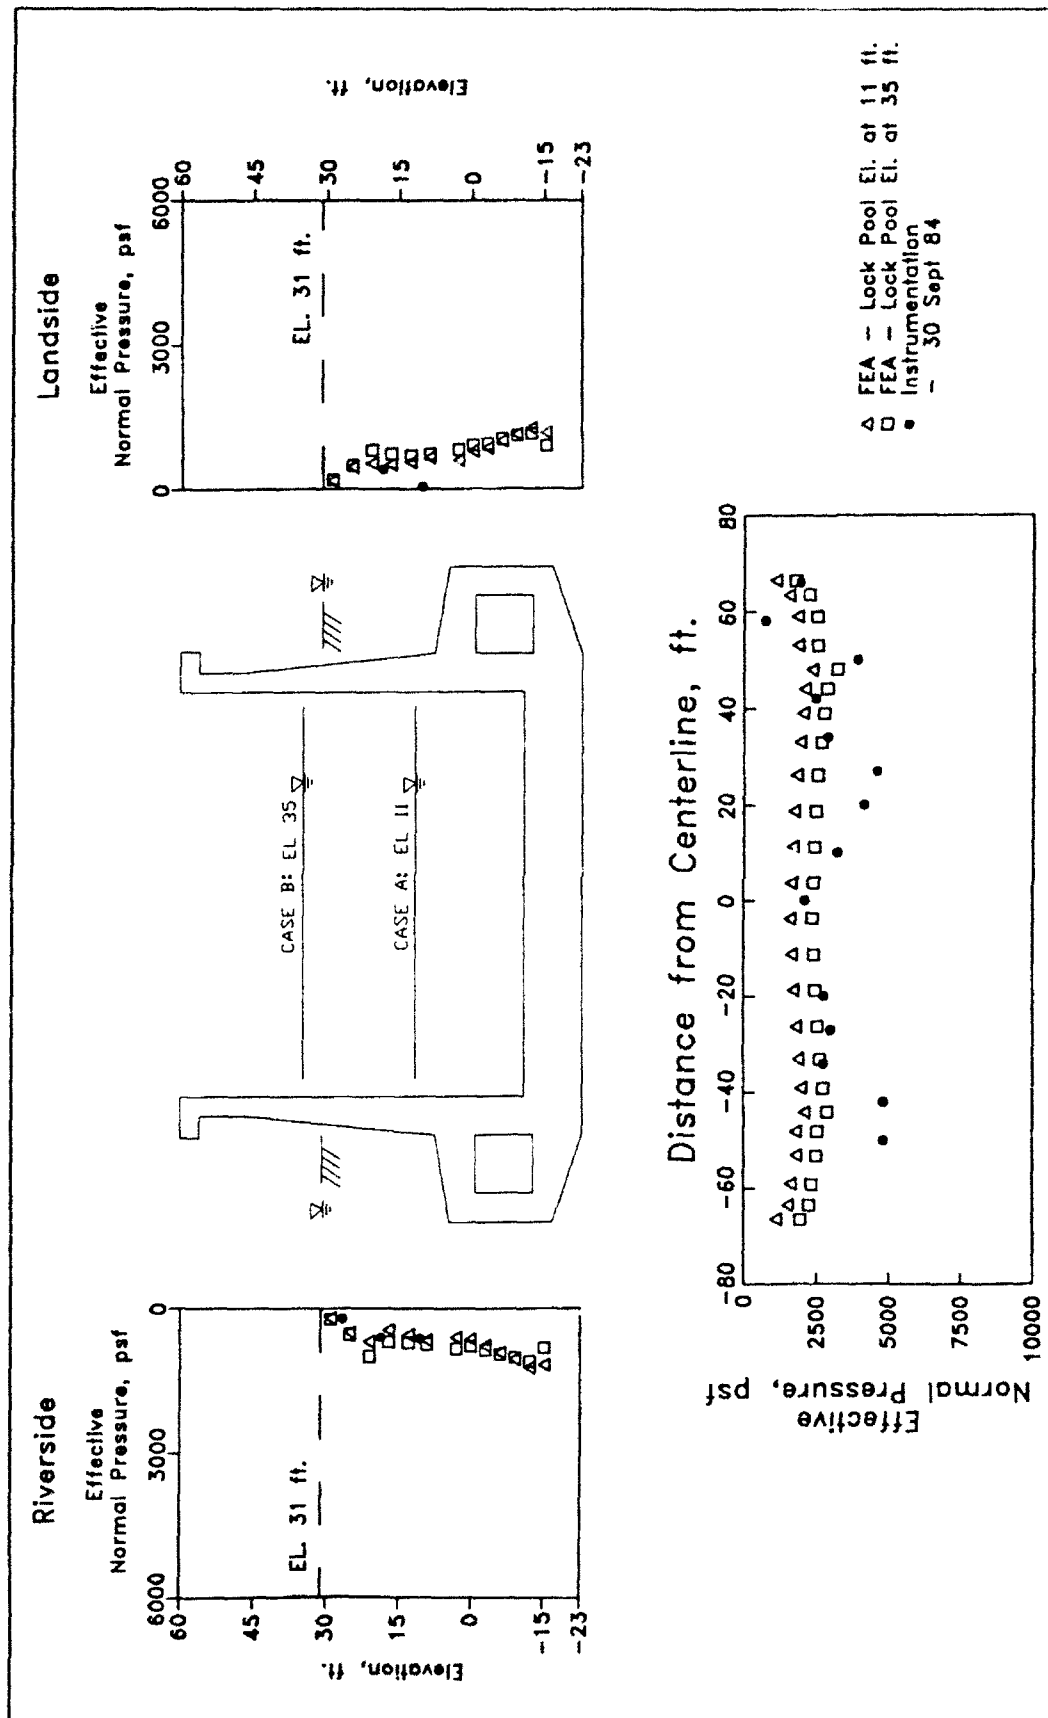 Riverside
Effective
Normal Pressure, psf
6000
3000
0
60
45
30
15
0
-15
-23
Elevation, ft.
EL. 31 ft.
CASE B: EL 35
CASE A: EL 11
Landside
Effective
Normal Pressure, psf
0
3000
6000
EL. 31 ft.
60
45
30
15
0
-15
-23
Elevation, ft.
Distance from Centerline, ft.
-80
-60
-40
-20
0
20
40
60
80
0
2500
5000
7500
10000
Effective
Normal Pressure, psf
△ FEA - Lock Pool El. at 11 ft.
□ FEA - Lock Pool El. at 35 ft.
● Instrumentation
- 30 Sept 84